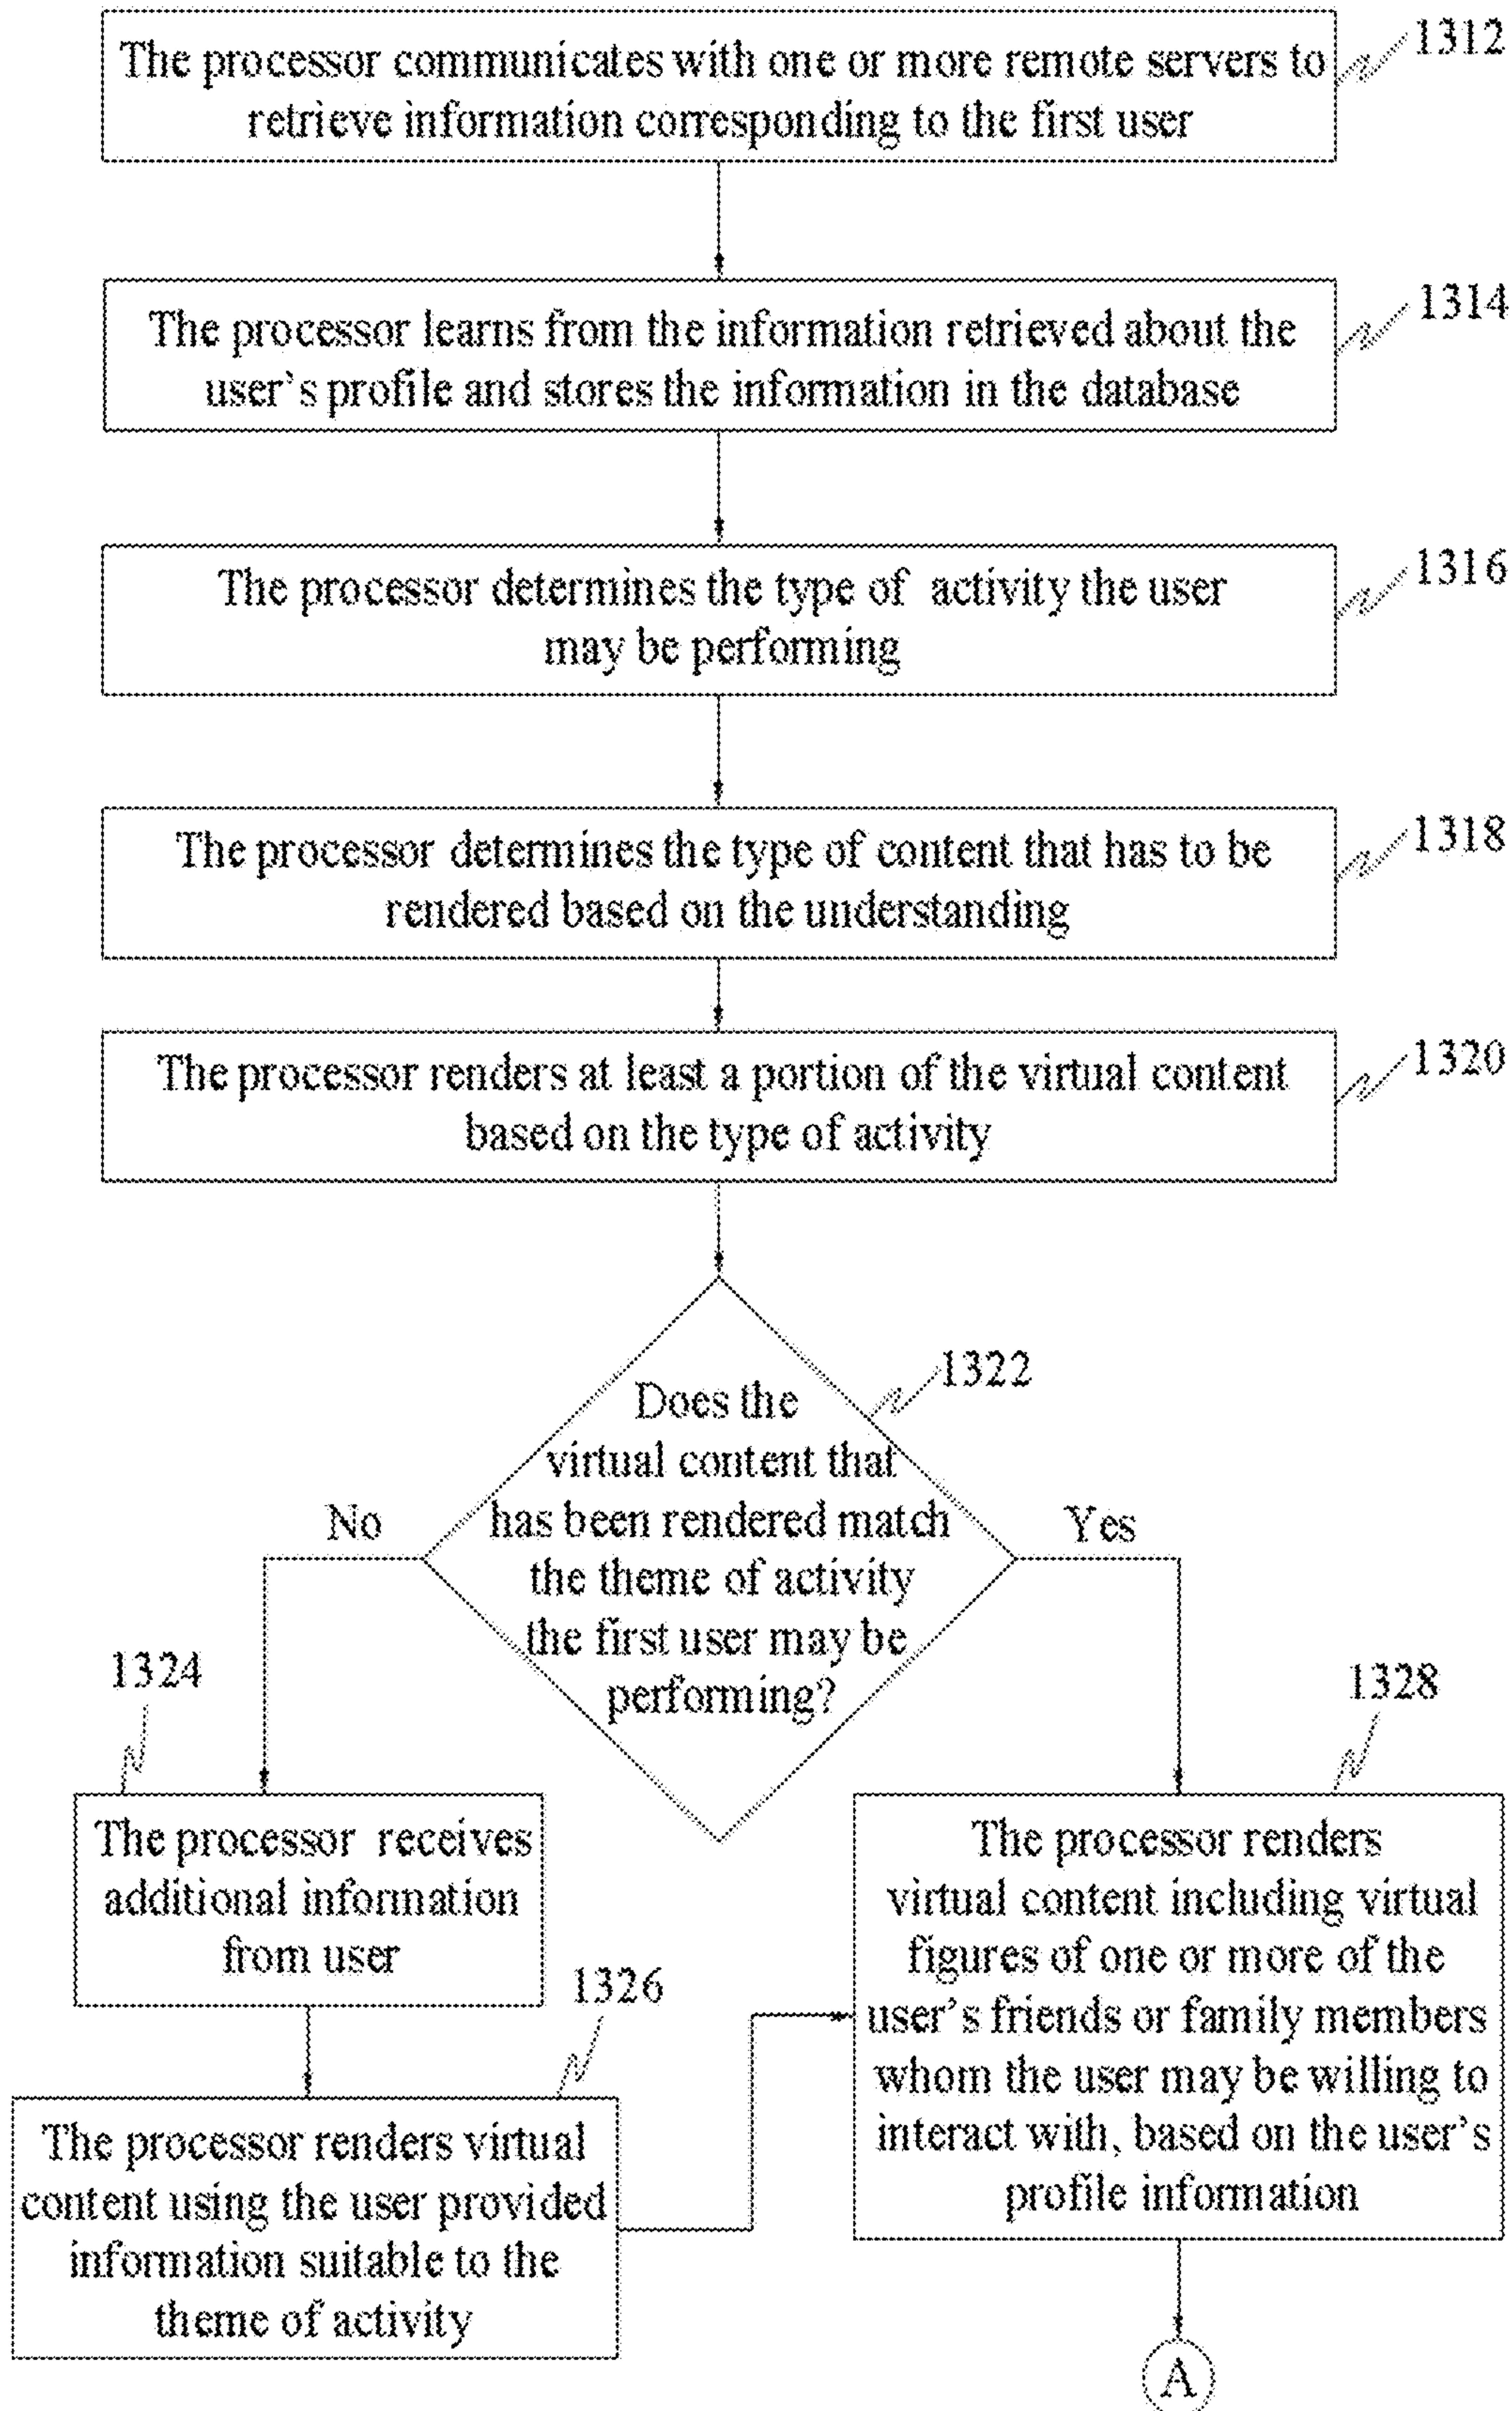 The processor communicates with one or more remote servers to
retrieve information corresponding to the first user
1312
The processor learns from the information retrieved about the
user's profile and stores the information in the database
1314
The processor determines the type of activity the user
may be performing
1316
The processor determines the type of content that has to be
rendered based on the understanding
1318
The processor renders at least a portion of the virtual content
based on the type of activity
1320
Does the
virtual content that
has been rendered match
the theme of activity
the first user may be
performing?
1322
No
Yes
1324
The processor receives
additional information
from user
1326
The processor renders virtual
content using the user provided
information suitable to the
theme of activity
1328
The processor renders
virtual content including virtual
figures of one or more of the
user's friends or family members
whom the user may be willing to
interact with, based on the user's
profile information
A